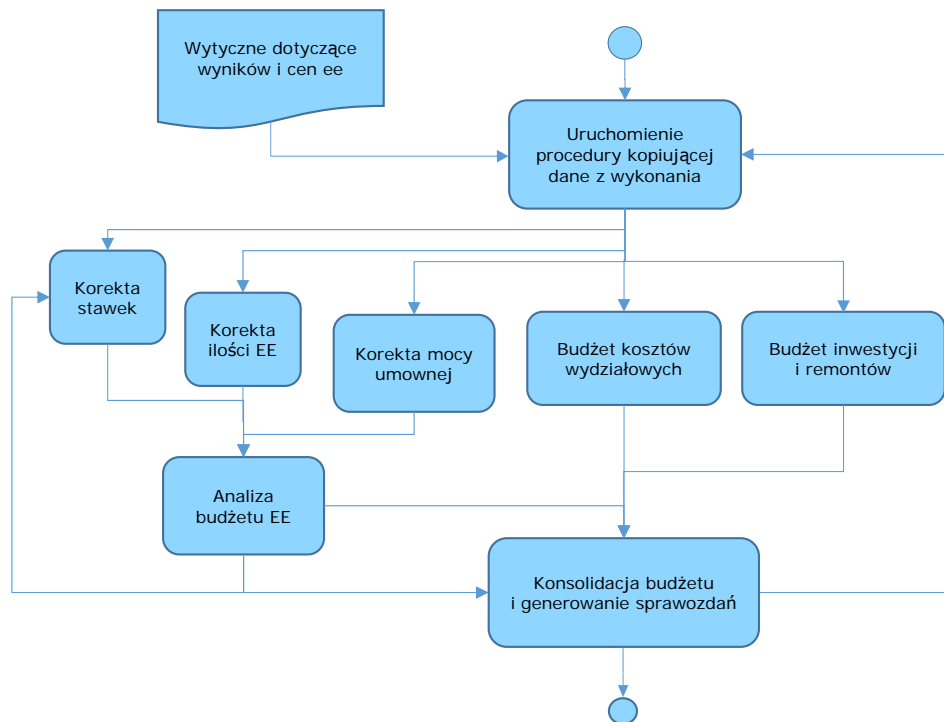 Wytyczne dotyczące
wyników i cen ee
Uruchomienie
procedury kopiującej
dane z wykonania
Korekta
stawek
Korekta
ilości EE
Korekta mocy
umownej
Budżet kosztów
wydziałowych
Budżet inwestycji
i remontów
Analiza
budżetu EE
Konsolidacja budżetu
i generowanie sprawozdań